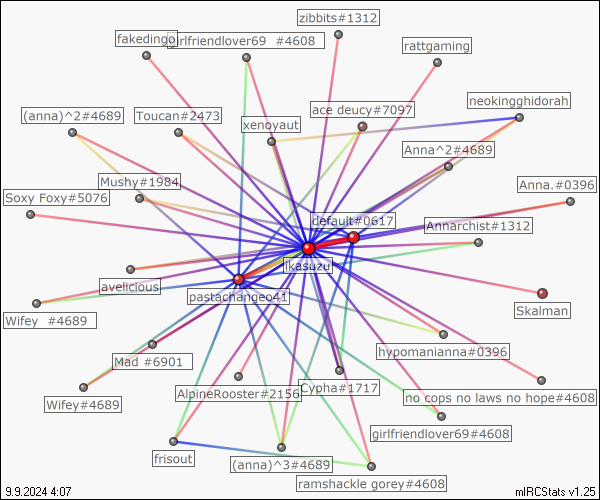 zibbits#1312
fakedingo
girlfriendlover69 #4608
rattgaming
neokingghidorah
ace deucy#7097
(anna)^2#4689
Toucan#2473
xenoyaut
Anna^2#4689
Mushy#1984
Anna.#0396
Soxy Foxy#5076
default#0617
Annarchist#1312
ikasuzu
avelicious
pastachangeo41
Skalman
Wifey #4689
hypomanianna#0396
Mad #6901
Cypha#1717
AlpineRooster#2156
no cops no laws no hope#4608
Wifey#4689
girlfriendlover69#4608
frisout
(anna)^3#4689
ramshackle gorey#4608
9.9.2024 4:07
mIRCStats v1.25